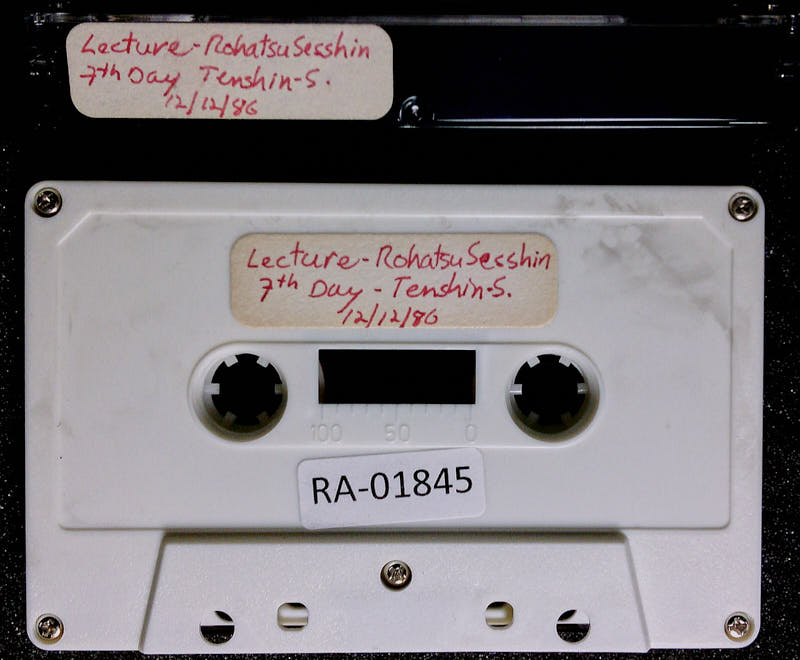 Lecture-Rohatsu Sesshin
7th Day Tenshin-S.
12/12/86
Lecture-Rohatsu Sesshin
7th Day - Tenshin-S.
12/12/86
100 50 0
RA-01845